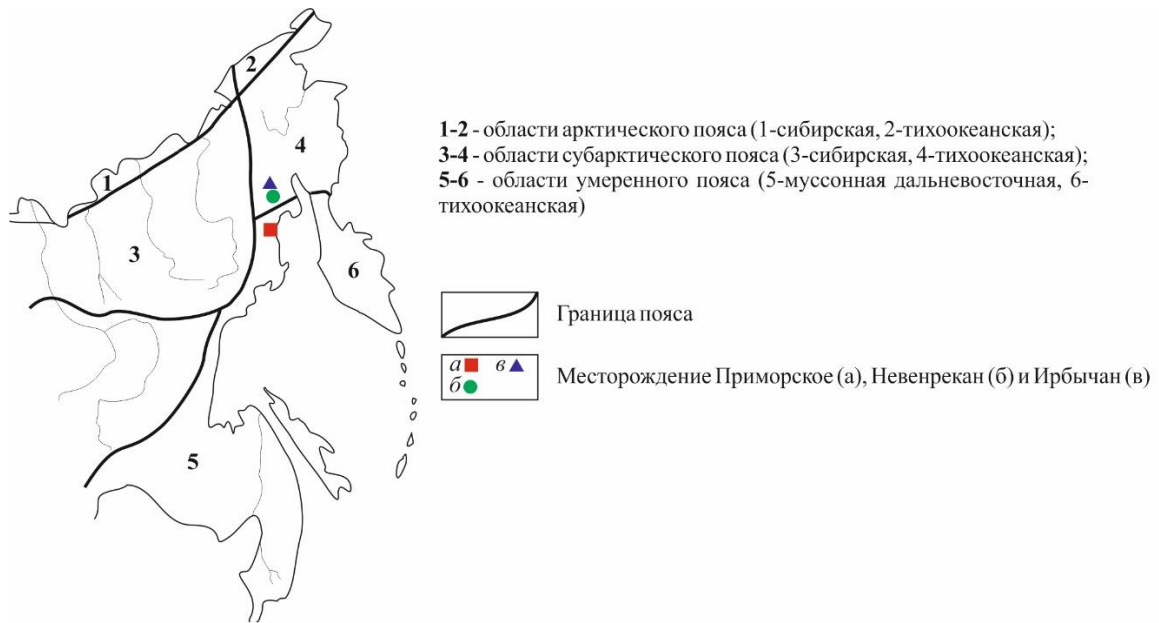 2
4
1
3
6
5
1-2 - области арктического пояса (1-сибирская, 2-тихоокеанская);
3-4 - области субарктического пояса (3-сибирская, 4-тихоокеанская);
5-6 - области умеренного пояса (5-муссонная дальневосточная, 6-
тихоокеанская)
Граница пояса
а в
б
Месторождение Приморское (а), Невенрекан (б) и Ирбычан (в)